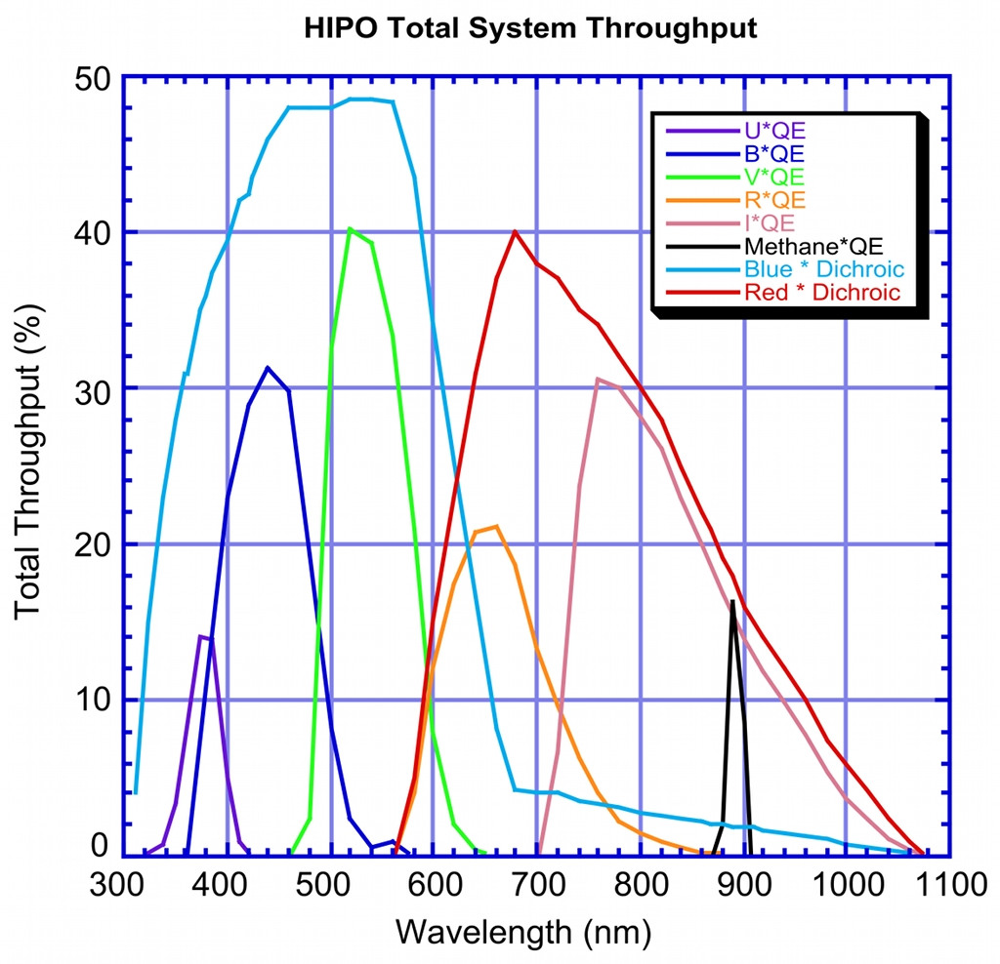 HIPO Total System Throughput
50
40
30
20
10
0
Total Throughput (%)
U*QE
B*QE
V*QE
R*QE
I*QE
Methane*QE
Blue * Dichroic
Red * Dichroic
300 400 500 600 700 800 900 1000 1100
Wavelength (nm)